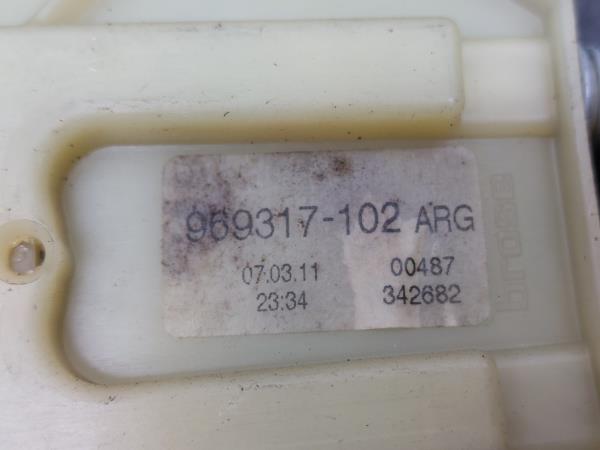 969317-102 ARG
07.03.11 00487
23:34 342682
brose